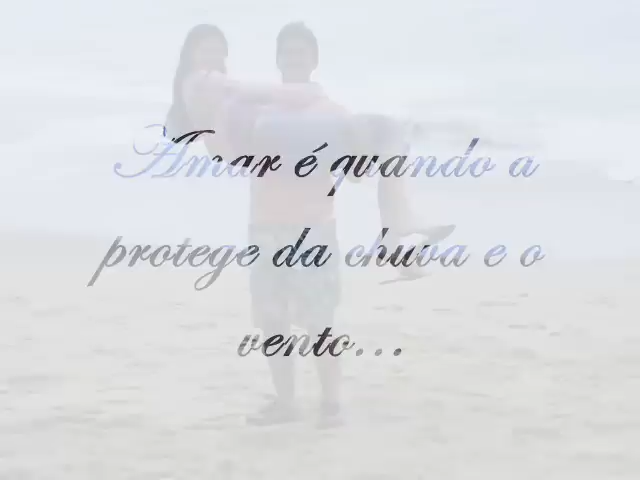 Amar é quando a
protege da chuva e o
vento...